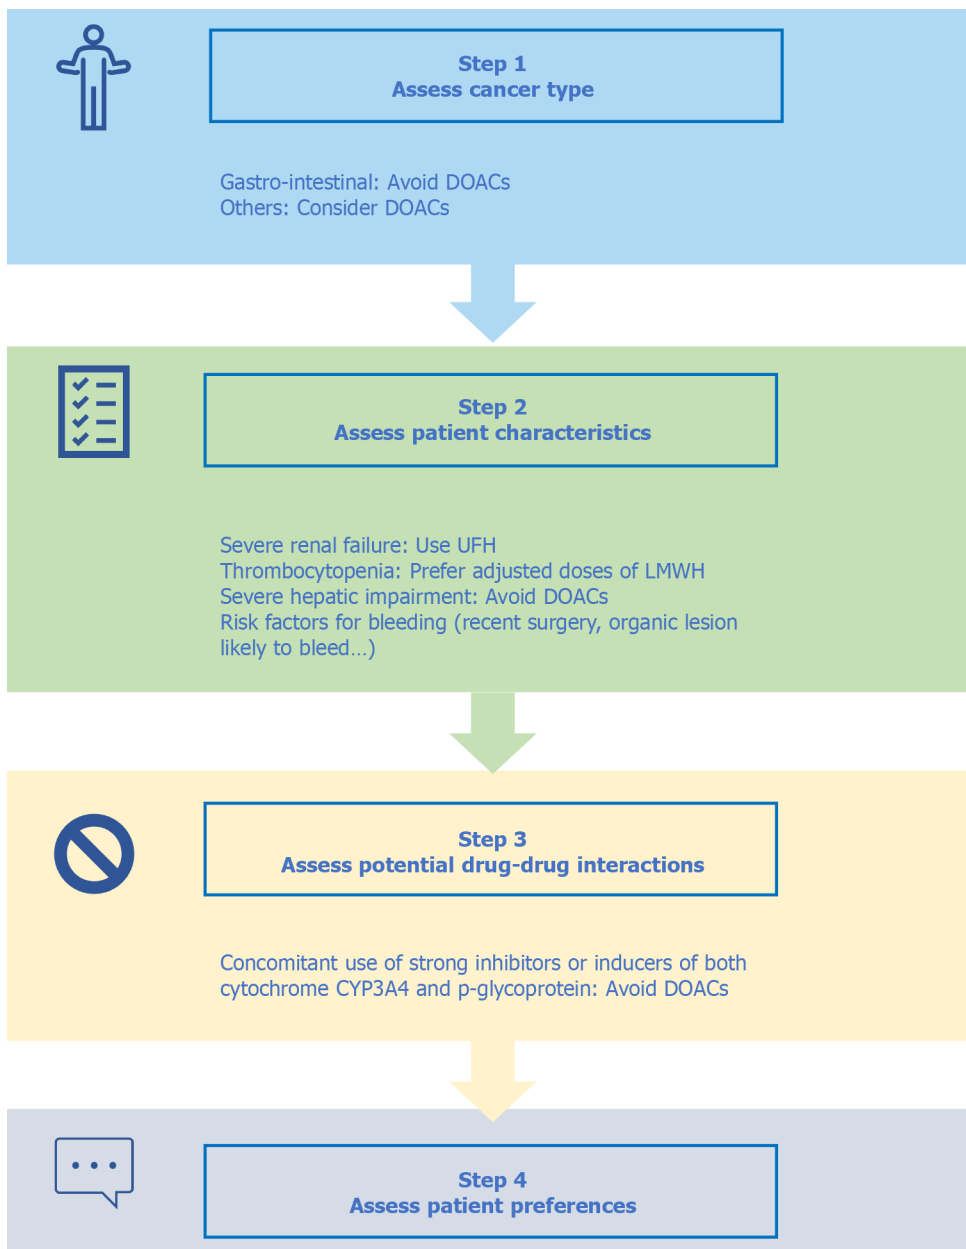 Step 1
Assess cancer type
Gastro-intestinal: Avoid DOACs
Others: Consider DOACs
Step 2
Assess patient characteristics
Severe renal failure: Use UFH
Thrombocytopenia: Prefer adjusted doses of LMWH
Severe hepatic impairment: Avoid DOACs
Risk factors for bleeding (recent surgery, organic lesion
likely to bleed…)
Step 3
Assess potential drug-drug interactions
Concomitant use of strong inhibitors or inducers of both
cytochrome CYP3A4 and p-glycoprotein: Avoid DOACs
Step 4
Assess patient preferences